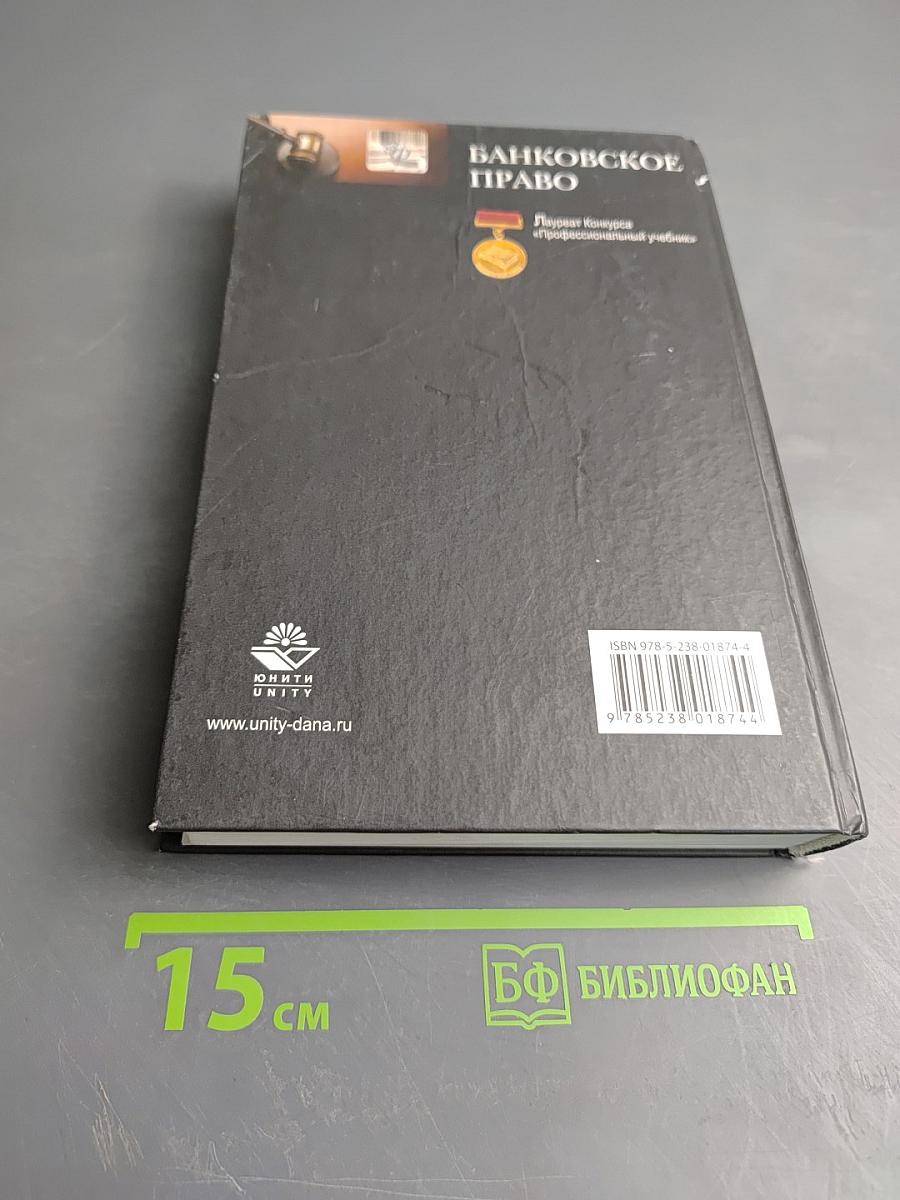 БАНКОВСКОЕ
ПРАВО
Лауреат Конкурса
«Профессиональный учебник»
ISBN 978-5-238-01874-4
9 785238 018744
ЮНИТИ
UNITY
www.unity-dana.ru
15 см
БФ БИБЛИОФАН